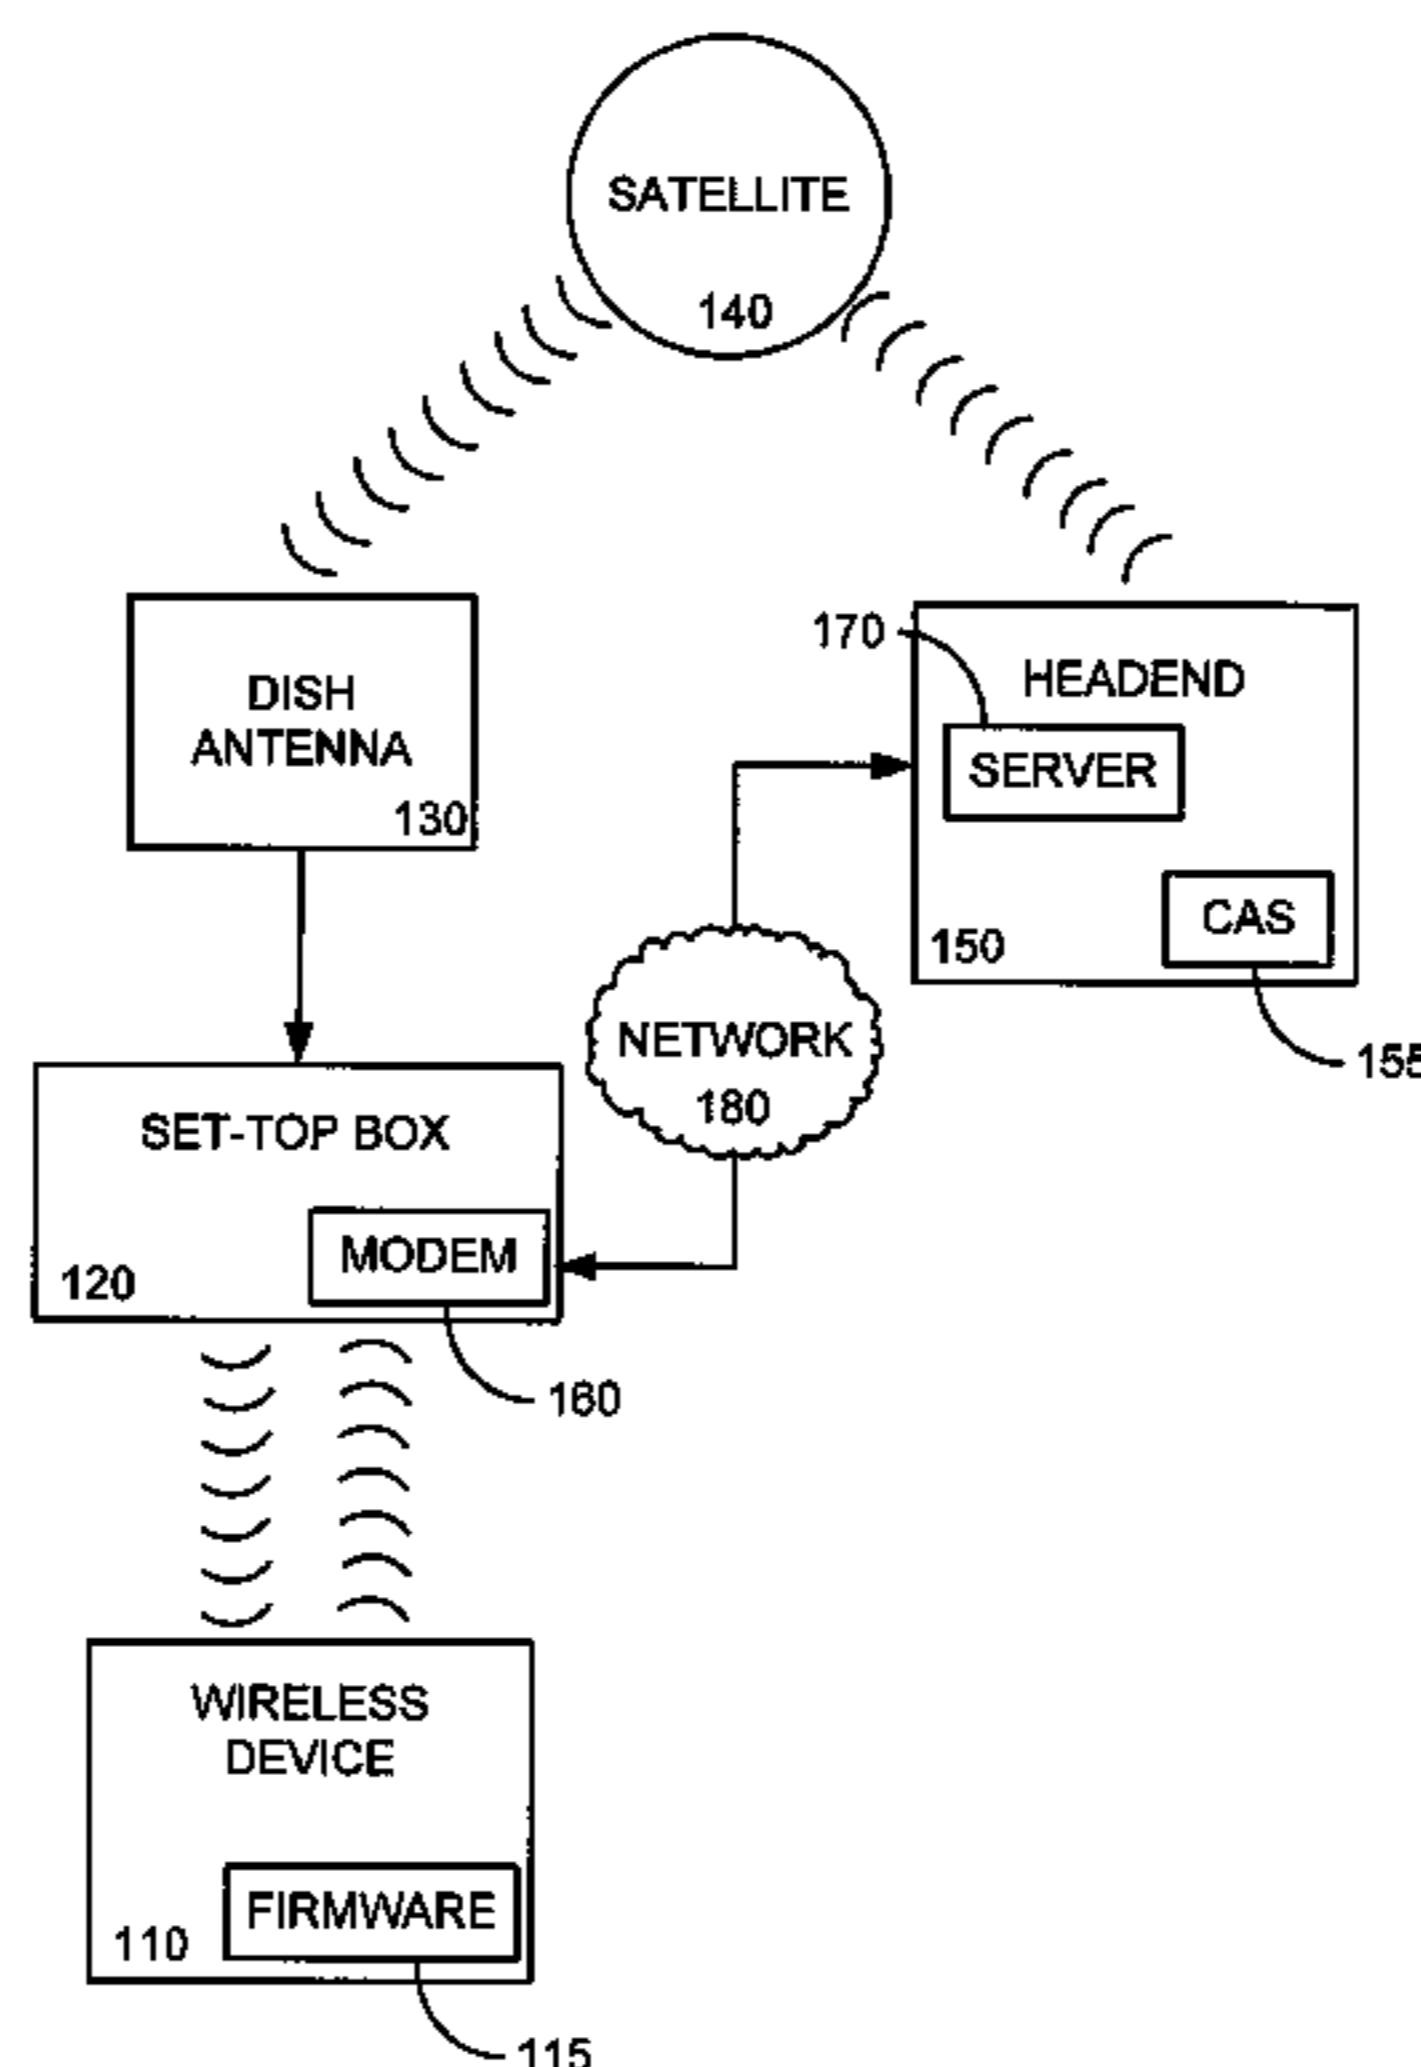 SATELLITE
140
DISH
ANTENNA
130
170
HEADEND
SERVER
150
CAS
155
NETWORK
180
SET-TOP BOX
MODEM
120
160
WIRELESS
DEVICE
FIRMWARE
110
115